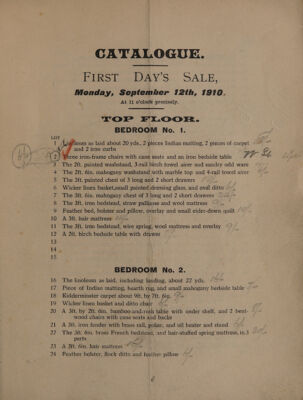 CATALOGUE.
FIRST DAY'S SALE,
Monday, September 12th, 1910.
At 11 o'clock precisely.
TOP FLOOR.
BEDROOM No. 1.
LOT
1 as laid about 20 yds., 2 pieces Indian matting, 2 pieces of carpet
and 2 iron curbs
2 Three iron-frame chairs with cane seats and an iron bedside table
3 The 2ft. painted washstand, 3-rail birch towel airer and sundry odd ware
4 The 2ft. 6in. mahogany washstand with marble top and 4-rail towel airer
5 The 3ft. painted chest of 3 long and 2 short drawers
6 Wicker linen basket, small painted dressing glass, and oval ditto
7 The 3ft. 6in. mahogany chest of 3 long and 2 short drawers
8 The 3ft. iron bedstead, straw palliass and wool mattress
9 Feather bed, bolster and pillow, overlay and small eider-down quilt
10 A 3ft. hair mattress
11 The 3ft. iron bedstead, wire spring, wool mattress and overlay
12 A 2ft. birch bedside table with drawer
13
14
15
BEDROOM No. 2.
16 The linoleum as laid, including landing, about 27 yds.
17 Piece of Indian matting, hearth rug, and small mahogany bedside table
18 Kidderminster carpet about 9ft. by 7ft. 6in.
19 Wicker linen basket and ditto chair
20 A 3ft. by 2ft. 6in. bamboo-and-rush table with under shelf, and 2 bent-
wood chairs with cane seats and backs
21 A 3ft. iron fender with brass rail, polar, and oil heater and stand
22 The 3ft. 6in. brass French bedstead, and hair-stuffed spring mattress, in 3
parts
23 A 3ft. 6in. hair mattress
24 Feather bolster, flock ditto and feather pillow